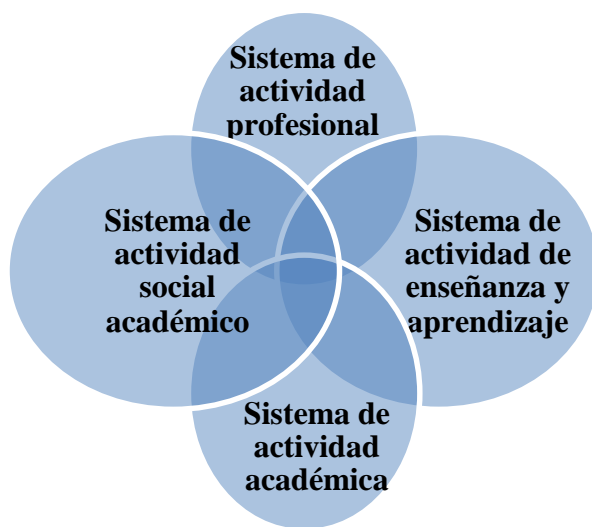 Sistema de
actividad
profesional
Sistema de
actividad
social
académico
Sistema de
actividad de
enseñanza y
aprendizaje
Sistema de
actividad
académica